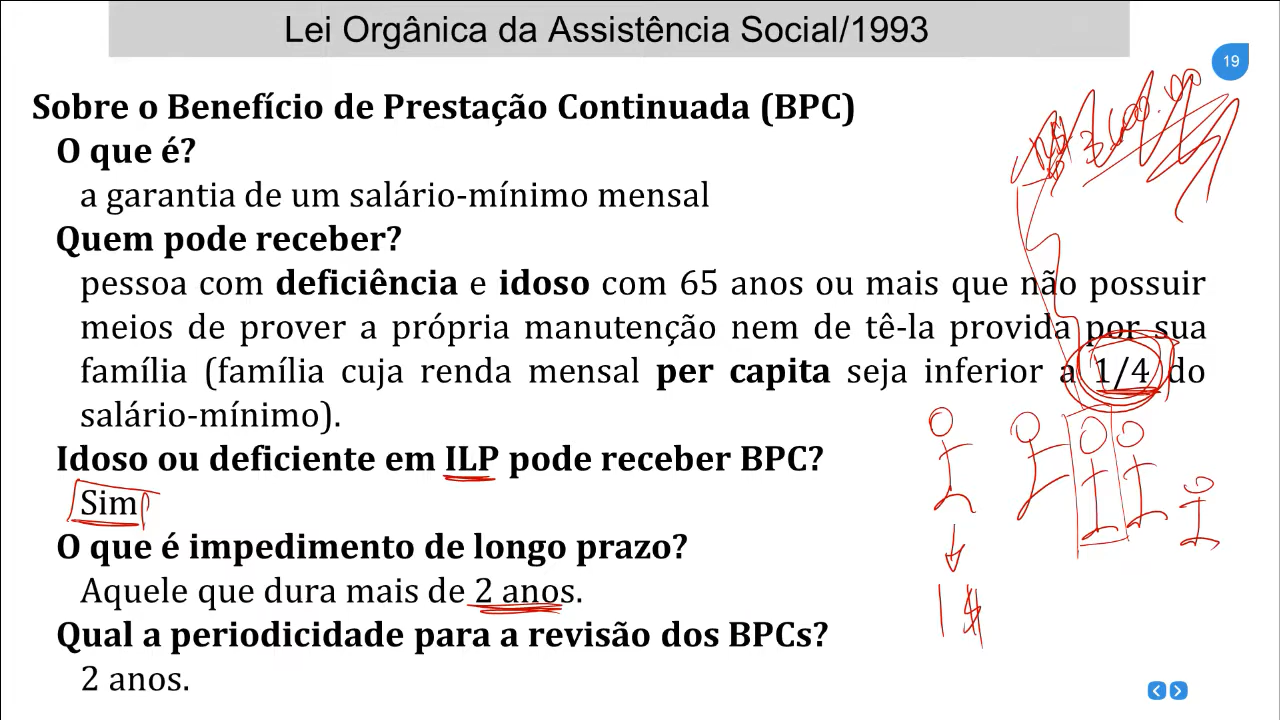 Lei Orgânica da Assistência Social/1993
19
Sobre o Benefício de Prestação Continuada (BPC)
O que é?
a garantia de um salário-mínimo mensal
Quem pode receber?
pessoa com deficiência e idoso com 65 anos ou mais que não possuir
meios de prover a própria manutenção nem de tê-la provida por sua
família (família cuja renda mensal per capita seja inferior a 1/4 do
salário-mínimo).
Idoso ou deficiente em ILP pode receber BPC?
Sim
O que é impedimento de longo prazo?
Aquele que dura mais de 2 anos.
Qual a periodicidade para a revisão dos BPCs?
2 anos.